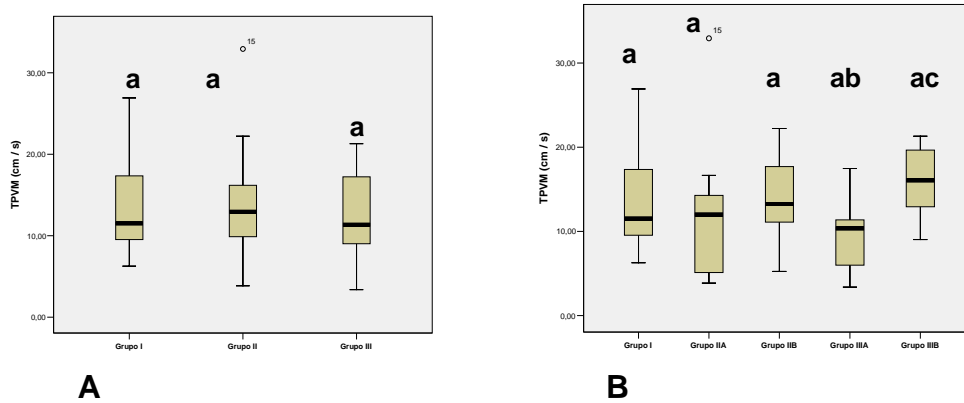 a
a
a
15
30,00
20,00
10,00
0,00
TPVM (cm / s)
Grupo I
Grupo II
Grupo III
A
a
a
a
ab
ac
15
30,00
20,00
10,00
0,00
TPVM (cm / s)
Grupo I
Grupo IIA
Grupo IIB
Grupo IIIA
Grupo IIIB
B